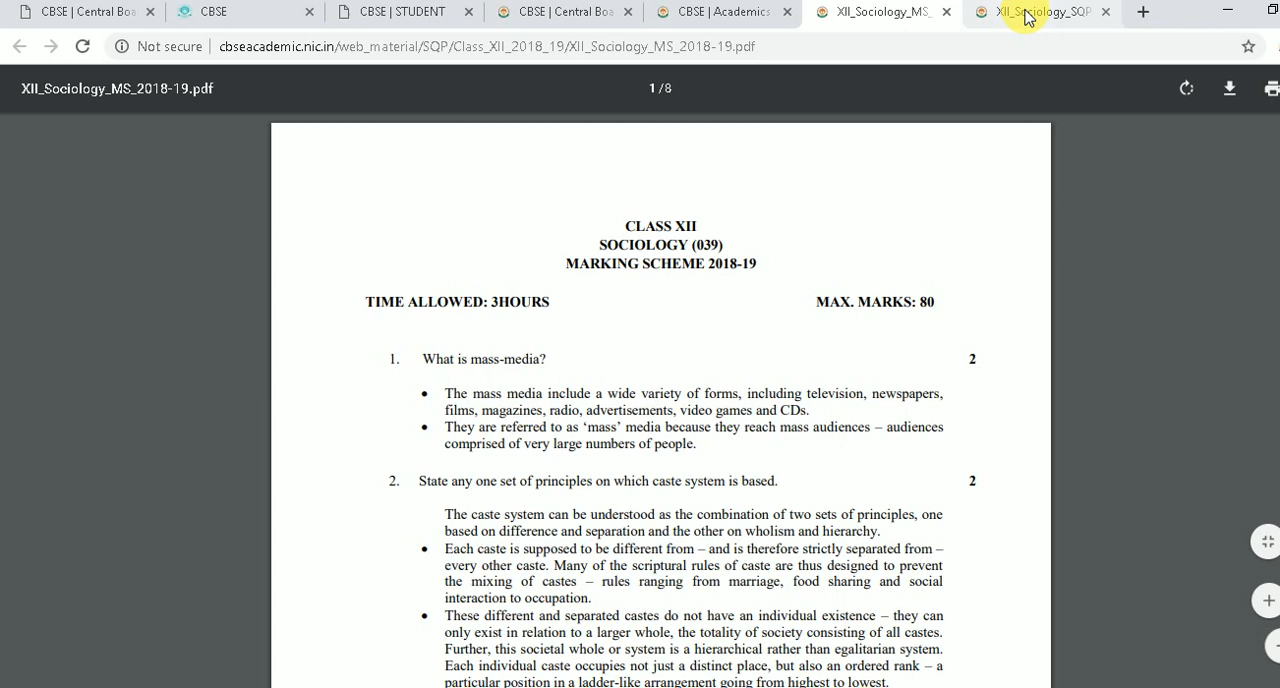 CBSE | Central Boa
CBSE
CBSE | STUDENT
CBSE | Central Boa
CBSE | Academics
XII_Sociology_MS_
XII_Sociology_SQP
Not secure | cbseacademic.nic.in/web_material/SQP/Class_XII_2018_19/XII_Sociology_MS_2018-19.pdf
XII_Sociology_MS_2018-19.pdf
1 / 8
CLASS XII
SOCIOLOGY (039)
MARKING SCHEME 2018-19
TIME ALLOWED: 3HOURS MAX. MARKS: 80
1. What is mass-media? 2
• The mass media include a wide variety of forms, including television, newspapers,
films, magazines, radio, advertisements, video games and CDs.
• They are referred to as ‘mass’ media because they reach mass audiences – audiences
comprised of very large numbers of people.
2. State any one set of principles on which caste system is based. 2
The caste system can be understood as the combination of two sets of principles, one
based on difference and separation and the other on wholism and hierarchy.
• Each caste is supposed to be different from – and is therefore strictly separated from –
every other caste. Many of the scriptural rules of caste are thus designed to prevent
the mixing of castes – rules ranging from marriage, food sharing and social
interaction to occupation.
• These different and separated castes do not have an individual existence – they can
only exist in relation to a larger whole, the totality of society consisting of all castes.
Further, this societal whole or system is a hierarchical rather than egalitarian system.
Each individual caste occupies not just a distinct place, but also an ordered rank – a
particular position in a ladder-like arrangement going from highest to lowest.